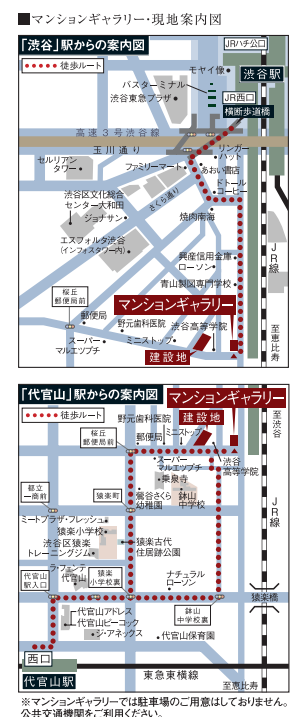 ■マンションギャラリー・現地案内図
「渋谷」駅からの案内図
JRハチ公口
徒歩ルート
モヤイ像
渋谷駅
バスターミナル
渋谷東急プラザ
JR西口
横断歩道橋
高速3号渋谷線
玉川通り
リンガー
ハット
セルリアン
タワー
ファミリーマート
あおい書店
ドトール
コーヒー
さくら通り
渋谷区文化総合
センター大和田
焼肉南海
ジョナサン
エスフォルタ渋谷
(インフォスタワー内)
興産信用金庫
ローソン
JR線
青山製図専門学校
桜丘
郵便局前
マンションギャラリー
郵便局
野元歯科医院
渋谷高等学院
スーパー
マルエツプチ
ミニストップ
建設地
至恵比寿
「代官山」駅からの案内図
マンションギャラリー
徒歩ルート
野元歯科医院
建設地
至渋谷
桜丘
郵便局前
郵便局
ミニストップ
スーパー
マルエツプチ
渋谷
高等学院
乗泉寺
都立
一商前
猿楽町
鶯谷さくら
幼稚園
鉢山
中学校
JR線
ミートプラザ・フレッシュ
猿楽小学校
渋谷区猿楽
トレーニングジム
猿楽古代
住居跡公園
ラ・フェンテ
代官山
代官山
駅入口
猿楽
小学校裏
ナチュラル
ローソン
猿楽橋
代官山アドレス
代官山ピーコック
ジ・アネックス
鉢山
中学校裏
代官山保育園
西口
代官山駅
東急東横線
至恵比寿
※マンションギャラリーでは駐車場のご用意はしておりません。
公共交通機関をご利用ください。